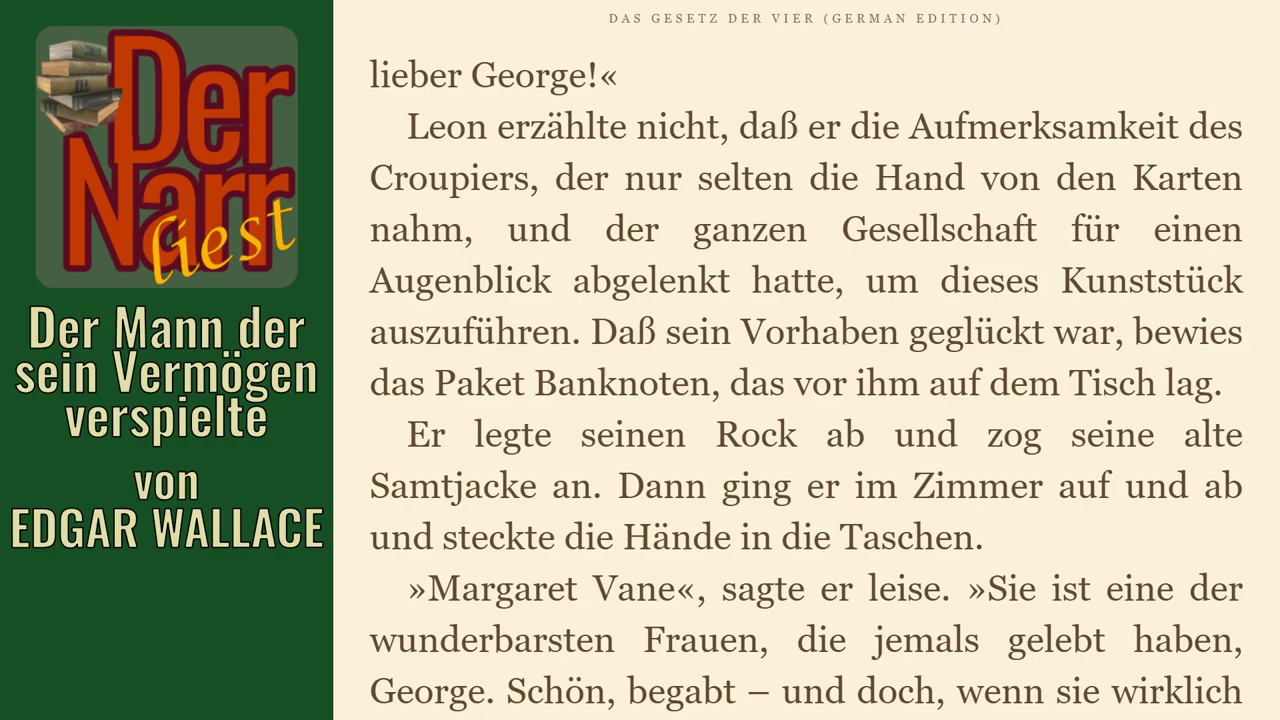 Der
Narr
liest
Der Mann der
sein Vermögen
verspielte
von
EDGAR WALLACE
DAS GESETZ DER VIER (GERMAN EDITION)
lieber George!«
Leon erzählte nicht, daß er die Aufmerksamkeit des
Croupiers, der nur selten die Hand von den Karten
nahm, und der ganzen Gesellschaft für einen
Augenblick abgelenkt hatte, um dieses Kunststück
auszuführen. Daß sein Vorhaben geglückt war, bewies
das Paket Banknoten, das vor ihm auf dem Tisch lag.
Er legte seinen Rock ab und zog seine alte
Samtjacke an. Dann ging er im Zimmer auf und ab
und steckte die Hände in die Taschen.
»Margaret Vane«, sagte er leise. »Sie ist eine der
wunderbarsten Frauen, die jemals gelebt haben,
George. Schön, begabt – und doch, wenn sie wirklich